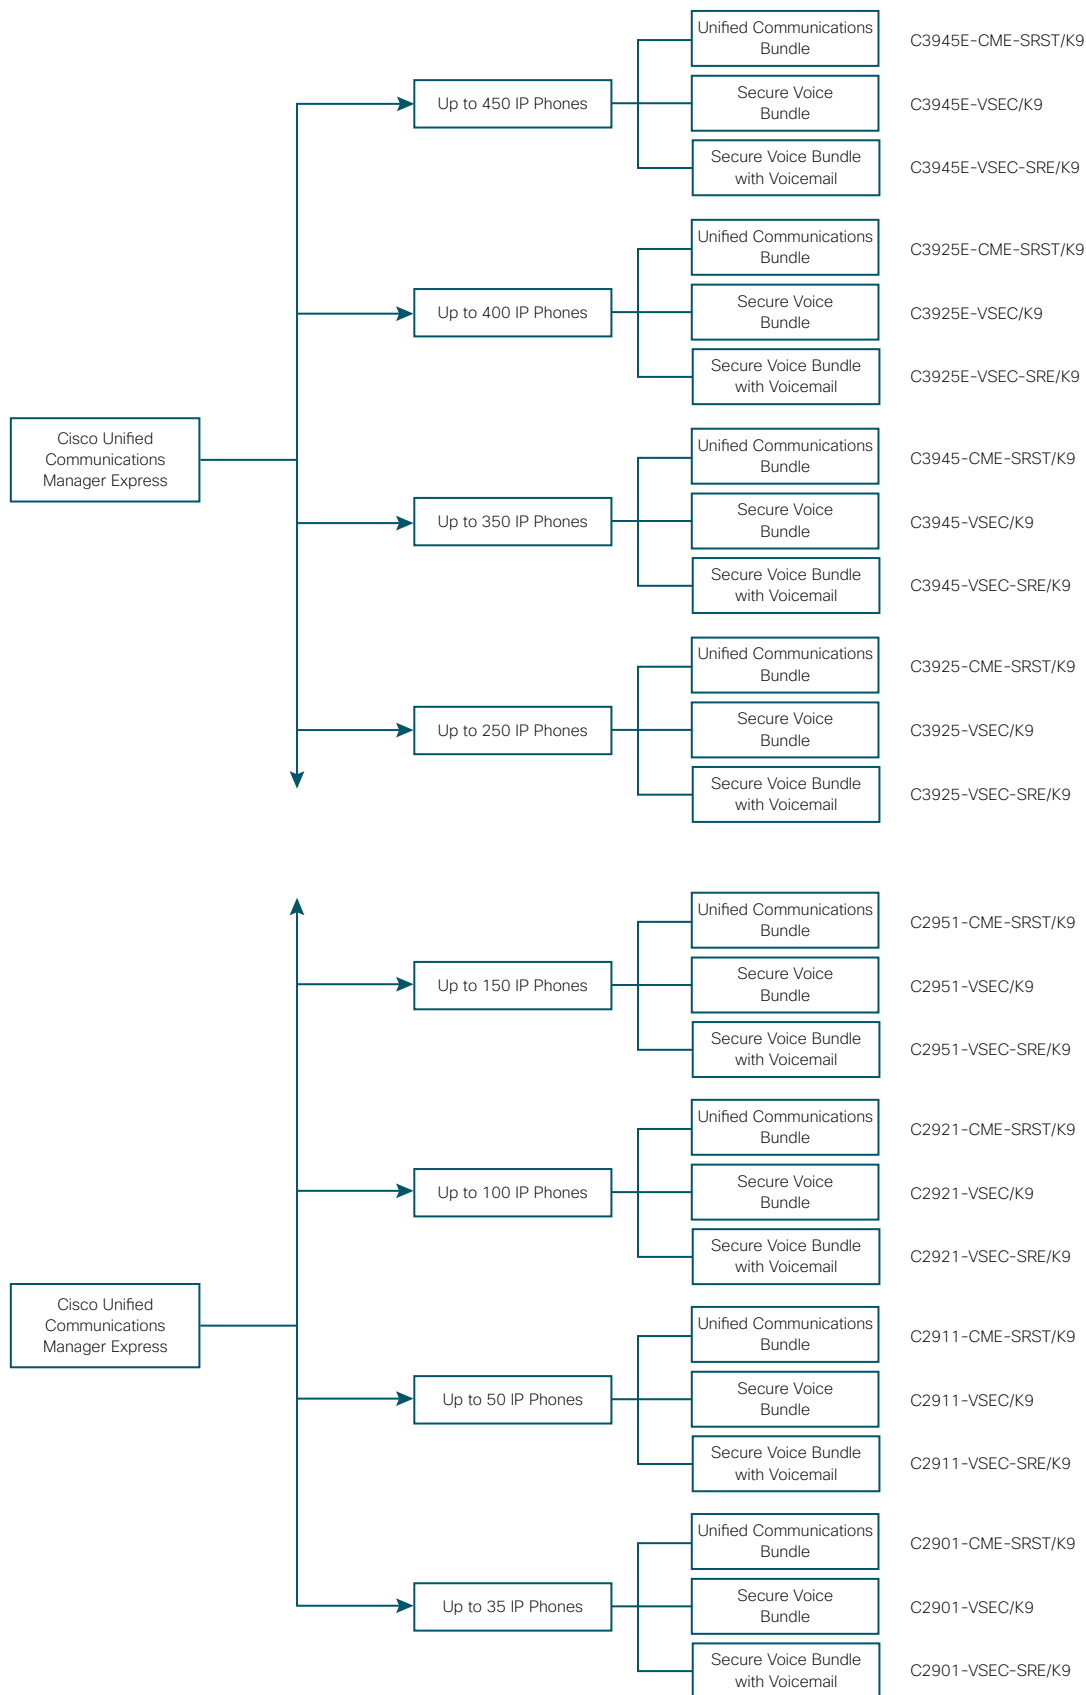 Cisco Unified
Communications
Manager Express
Up to 450 IP Phones
Unified Communications
Bundle
C3945E-CME-SRST/K9
Secure Voice
Bundle
C3945E-VSEC/K9
Secure Voice Bundle
with Voicemail
C3945E-VSEC-SRE/K9
Up to 400 IP Phones
Unified Communications
Bundle
C3925E-CME-SRST/K9
Secure Voice
Bundle
C3925E-VSEC/K9
Secure Voice Bundle
with Voicemail
C3925E-VSEC-SRE/K9
Up to 350 IP Phones
Unified Communications
Bundle
C3945-CME-SRST/K9
Secure Voice
Bundle
C3945-VSEC/K9
Secure Voice Bundle
with Voicemail
C3945-VSEC-SRE/K9
Up to 250 IP Phones
Unified Communications
Bundle
C3925-CME-SRST/K9
Secure Voice
Bundle
C3925-VSEC/K9
Secure Voice Bundle
with Voicemail
C3925-VSEC-SRE/K9
Cisco Unified
Communications
Manager Express
Up to 150 IP Phones
Unified Communications
Bundle
C2951-CME-SRST/K9
Secure Voice
Bundle
C2951-VSEC/K9
Secure Voice Bundle
with Voicemail
C2951-VSEC-SRE/K9
Up to 100 IP Phones
Unified Communications
Bundle
C2921-CME-SRST/K9
Secure Voice
Bundle
C2921-VSEC/K9
Secure Voice Bundle
with Voicemail
C2921-VSEC-SRE/K9
Up to 50 IP Phones
Unified Communications
Bundle
C2911-CME-SRST/K9
Secure Voice
Bundle
C2911-VSEC/K9
Secure Voice Bundle
with Voicemail
C2911-VSEC-SRE/K9
Up to 35 IP Phones
Unified Communications
Bundle
C2901-CME-SRST/K9
Secure Voice
Bundle
C2901-VSEC/K9
Secure Voice Bundle
with Voicemail
C2901-VSEC-SRE/K9